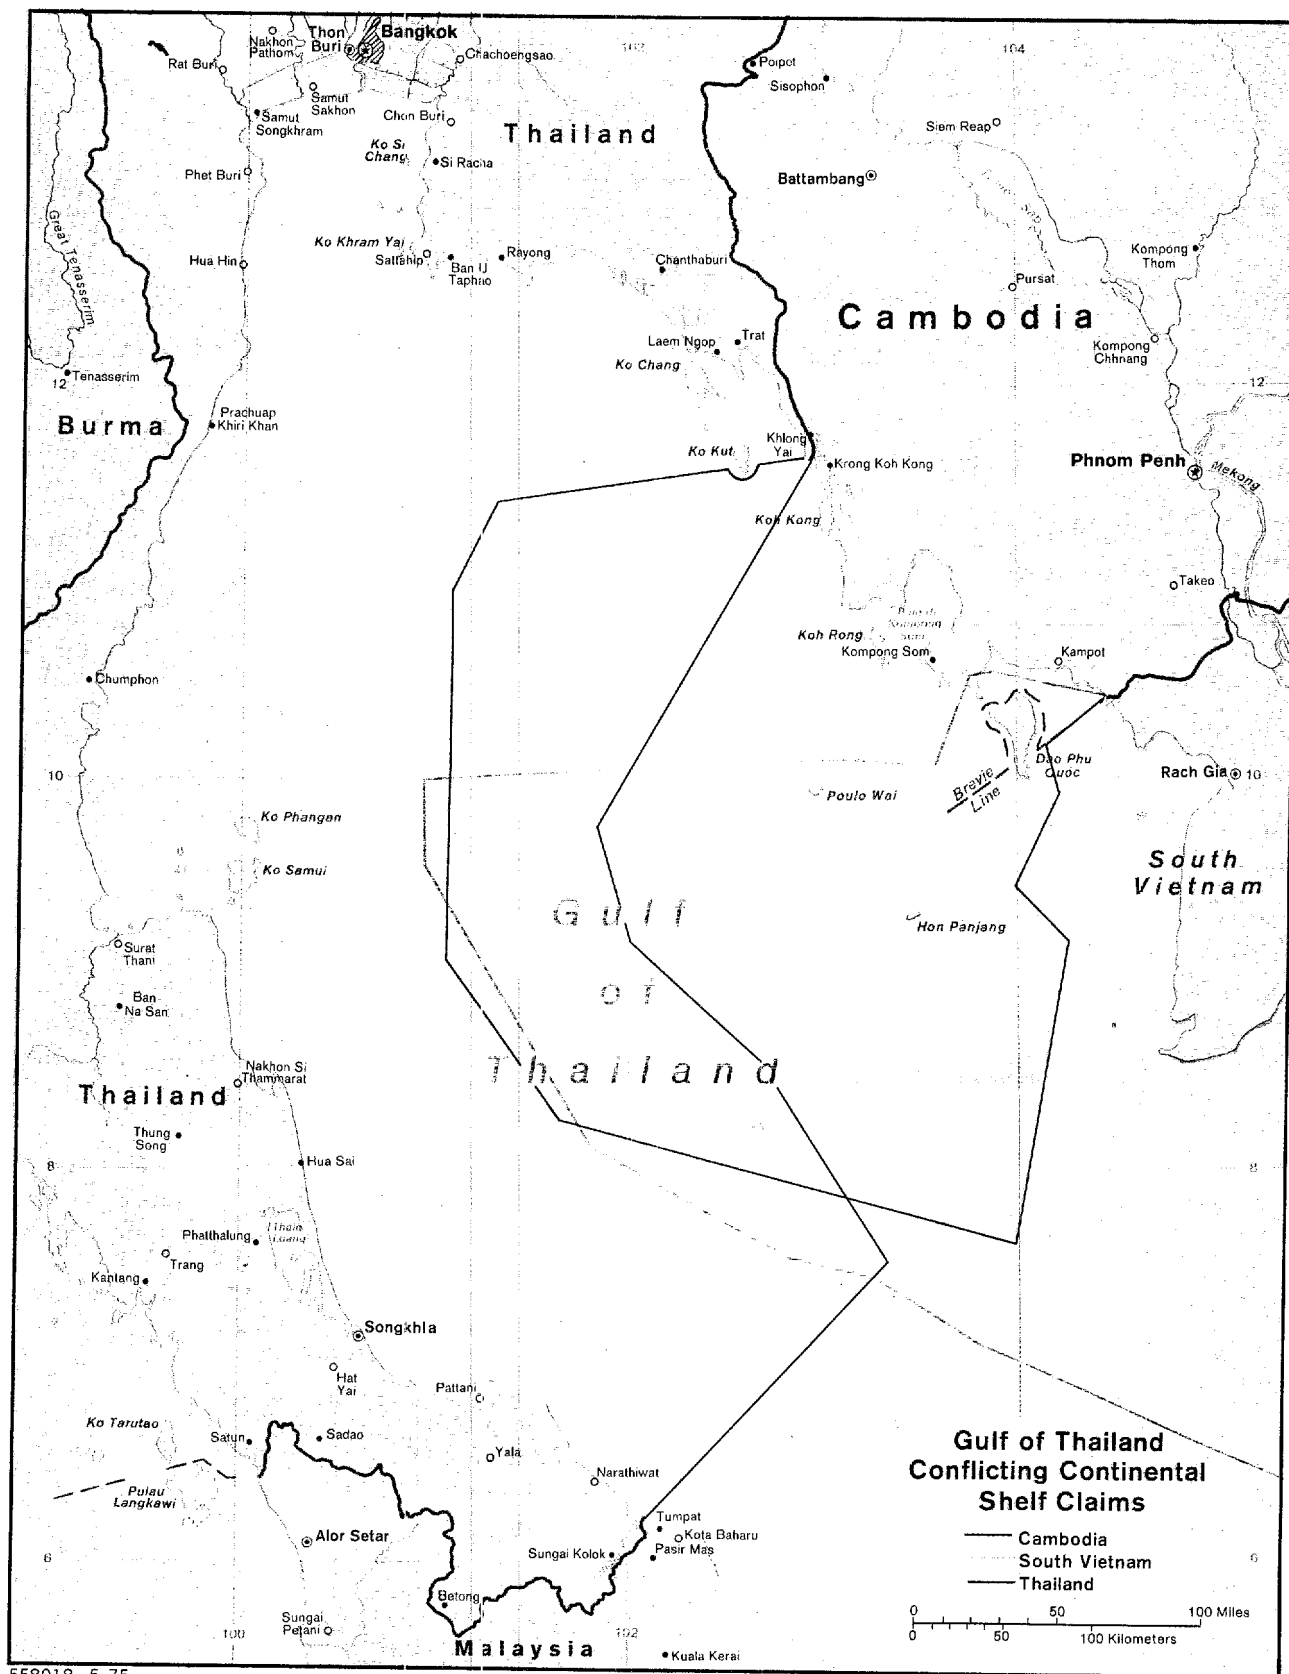 Nakhon
Pathom
Thon
Buri
Bangkok
Chachoengsao
102
Poipet
Sisophon
104
Rat Buri
Samut
Sakhon
Samut
Songkhram
Chon Buri
Thailand
Siem Reap
Ko Si
Chang
Si Racha
Phet Buri
Battambang
Great Tenasserim
Ko Khram Yai
Sattahip
Ban U
Taphao
Rayong
Chanthaburi
Kompong
Thom
Hua Hin
Pursat
Cambodia
Laem Ngop
Trat
Ko Chang
Kompong
Chhnang
12
Tenasserim
12
Burma
Prachuap
Khiri Khan
Khlong
Yai
Ko Kut
Krong Koh Kong
Phnom Penh
Mekong
Koh Kong
Takeo
Koh Rong
Kompong Som
Kampot
Chumphon
10
Dao Phu
Quoc
Rach Gia
10
Brevie
Line
Poulo Wai
Ko Phangan
Ko Samui
South
Vietnam
Gulf
of
Thailand
Hon Panjang
Surat
Thani
Ban
Na San
Nakhon Si
Thammarat
Thailand
Thung
Song
8
Hua Sai
8
Phatthalung
Thale
Luang
Trang
Kantang
Songkhla
Hat
Yai
Pattani
Ko Tarutao
Satun
Sadao
Yala
Narathiwat
Pulau
Langkawi
Alor Setar
Tumpat
Kota Baharu
Pasir Mas
Sungai Kolok
6
6
Betong
Sungai
Petani
100
102
Malaysia
Kuala Kerai
Gulf of Thailand
Conflicting Continental
Shelf Claims
Cambodia
South Vietnam
Thailand
0 50 100 Miles
0 50 100 Kilometers